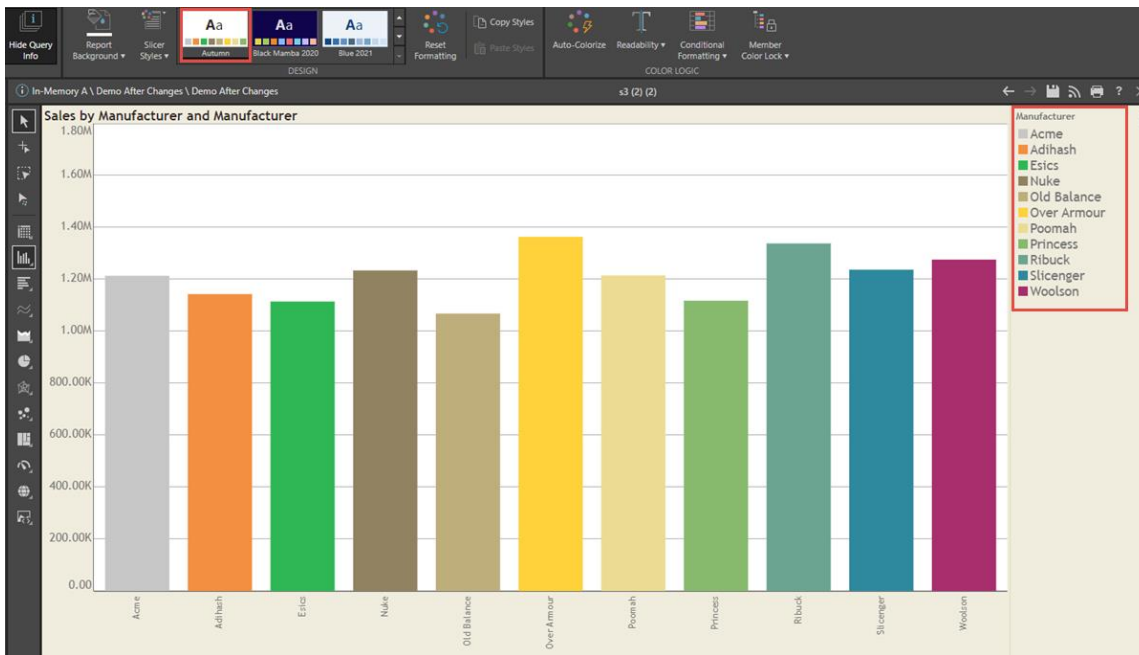 Hide Query Info
Report Background
Slicer Styles
Aa
Autumn
Aa
Black Mamba 2020
Aa
Blue 2021
Reset Formatting
Copy Styles
Paste Styles
Auto-Colorize
Readability
Conditional Formatting
Member Color Lock
DESIGN
COLOR LOGIC
In-Memory A \ Demo After Changes \ Demo After Changes
s3 (2) (2)
?
Sales by Manufacturer and Manufacturer
1.80M
1.60M
1.40M
1.20M
1.00M
800.00K
600.00K
400.00K
200.00K
0.00
Acme
Adihash
Esics
Nuke
Old Balance
Over Armour
Poomah
Princess
Ribuck
Slicenger
Woolson
Manufacturer
Acme
Adihash
Esics
Nuke
Old Balance
Over Armour
Poomah
Princess
Ribuck
Slicenger
Woolson